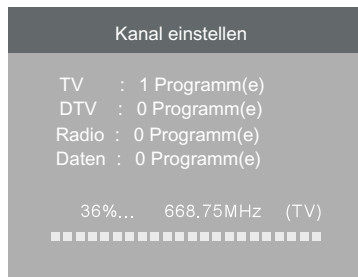 Kanal einstellen
TV : 1 Programm(e)
DTV : 0 Programm(e)
Radio : 0 Programm(e)
Daten : 0 Programm(e)
36%... 668.75MHz (TV)